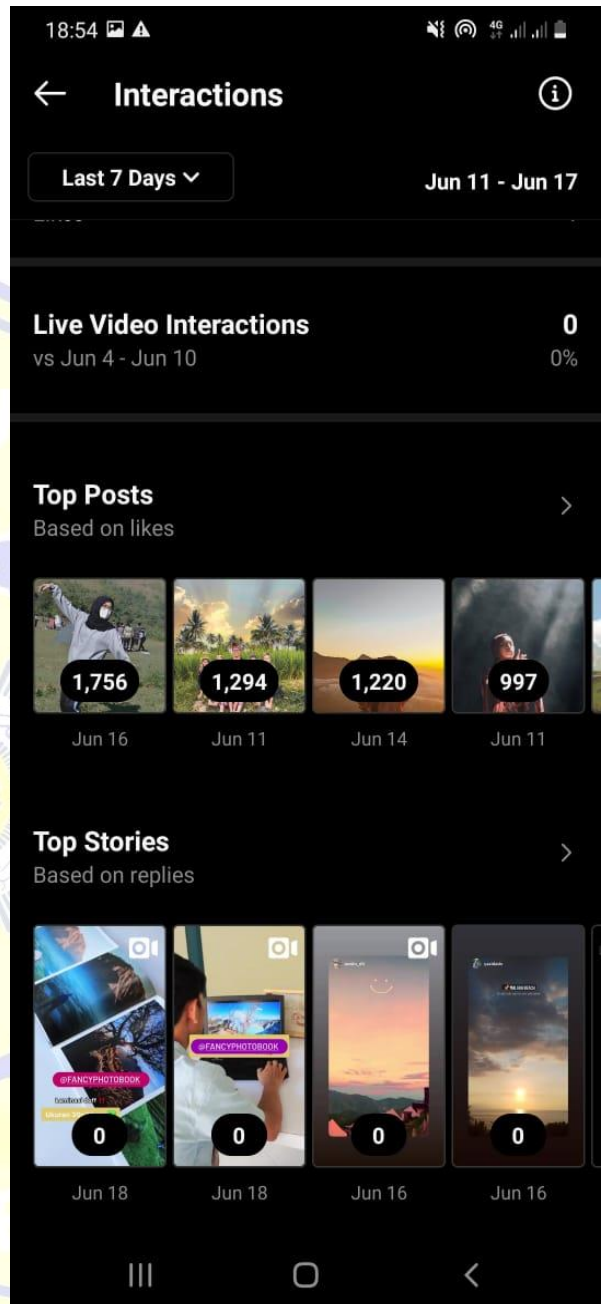 18:54
4G
Interactions
Last 7 Days
Jun 11 - Jun 17
Live Video Interactions
0
vs Jun 4 - Jun 10
0%
Top Posts
Based on likes
1,756
1,294
1,220
997
Jun 16
Jun 11
Jun 14
Jun 11
Top Stories
Based on replies
@FANCYPHOTOBOOK
@FANCYPHOTOBOOK
0
0
0
0
Jun 18
Jun 18
Jun 16
Jun 16